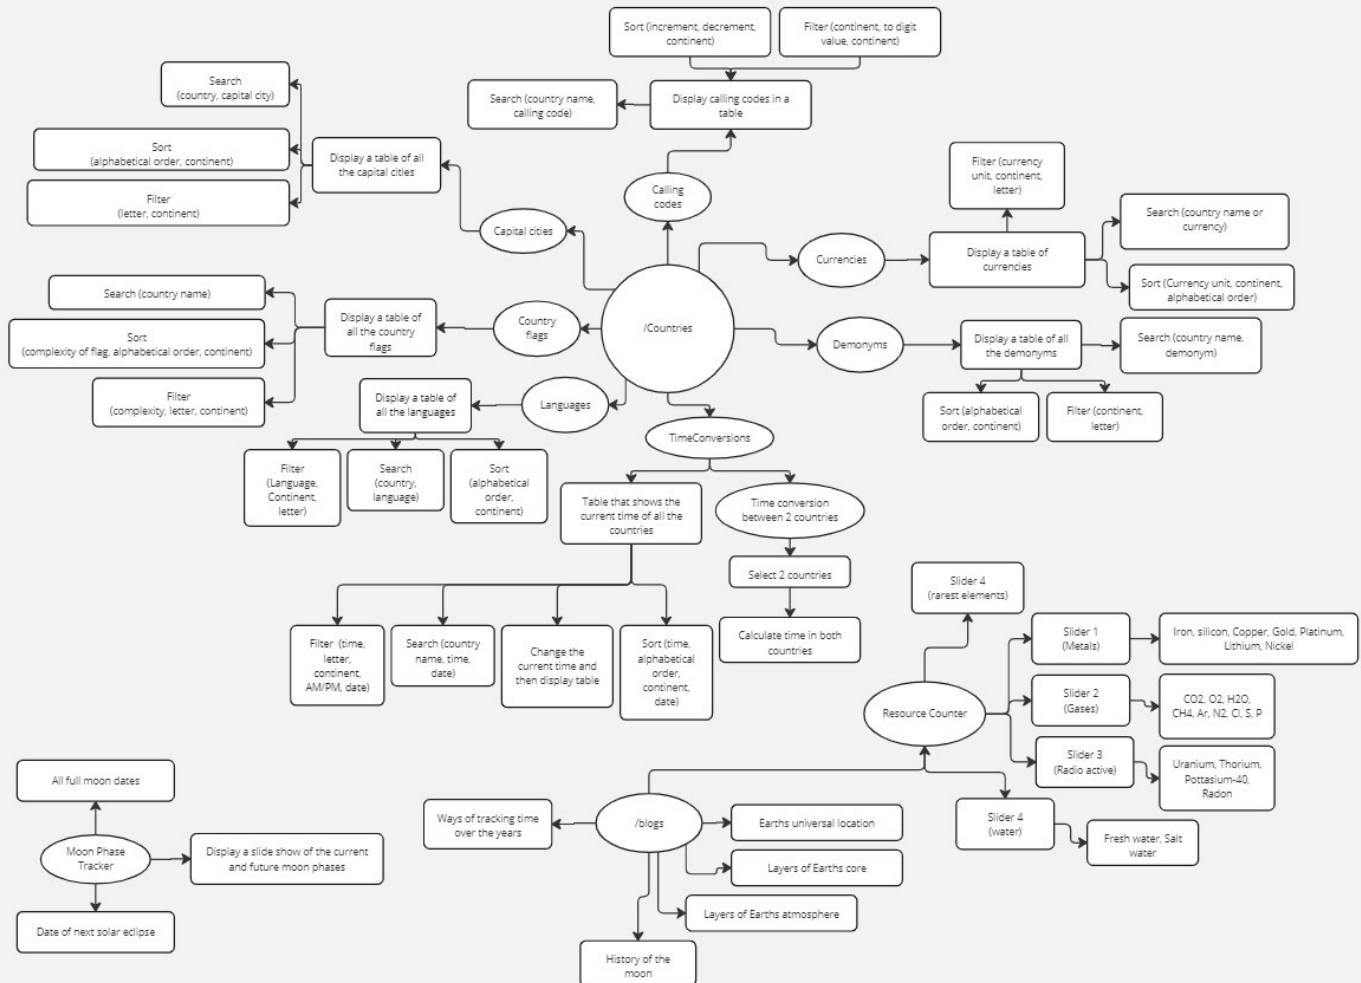 Sort (increment, decrement,
continent)
Filter (continent, to digit
value, continent)
Search
(country, capital city)
Search (country name,
calling code)
Display calling codes in a
table
Sort
(alphabetical order, continent)
Display a table of all
the capital cities
Filter
(letter, continent)
Calling
codes
Capital cities
Filter (currency
unit, continent,
letter)
Search (country name or
currency)
Currencies
Display a table of
currencies
Sort (Currency unit, continent,
alphabetical order)
Search (country name)
Display a table of
all the country
flags
Country
flags
/Countries
Sort
(complexity of flag, alphabetical order, continent)
Demonyms
Display a table of all
the demonyms
Search (country name,
demonym)
Filter
(complexity, letter, continent)
Display a table of
all the languages
Languages
Sort (alphabetical
order, continent)
Filter (continent,
letter)
TimeConversions
Filter
(Language,
Continent,
letter)
Search
(country,
language)
Sort
(alphabetical
order,
continent)
Table that shows the
current time of all the
countries
Time conversion
between 2 countries
Select 2 countries
Calculate time in both
countries
Filter (time,
letter,
continent,
AM/PM, date)
Search (country
name, time,
date)
Change the
current time and
then display table
Sort (time,
alphabetical
order,
continent,
date)
Slider 4
(rarest elements)
Slider 1
(Metals)
Iron, silicon, Copper, Gold, Platinum,
Lithium, Nickel
Resource Counter
Slider 2
(Gases)
CO2, O2, H2O,
CH4, Ar, N2, Cl, S, P
Slider 3
(Radio active)
Uranium, Thorium,
Pottasium-40,
Radon
Slider 4
(water)
Fresh water, Salt
water
All full moon dates
Moon Phase
Tracker
Display a slide show of the current
and future moon phases
Date of next solar eclipse
Ways of tracking time
over the years
/blogs
Earths universal location
Layers of Earths core
Layers of Earths atmosphere
History of the
moon